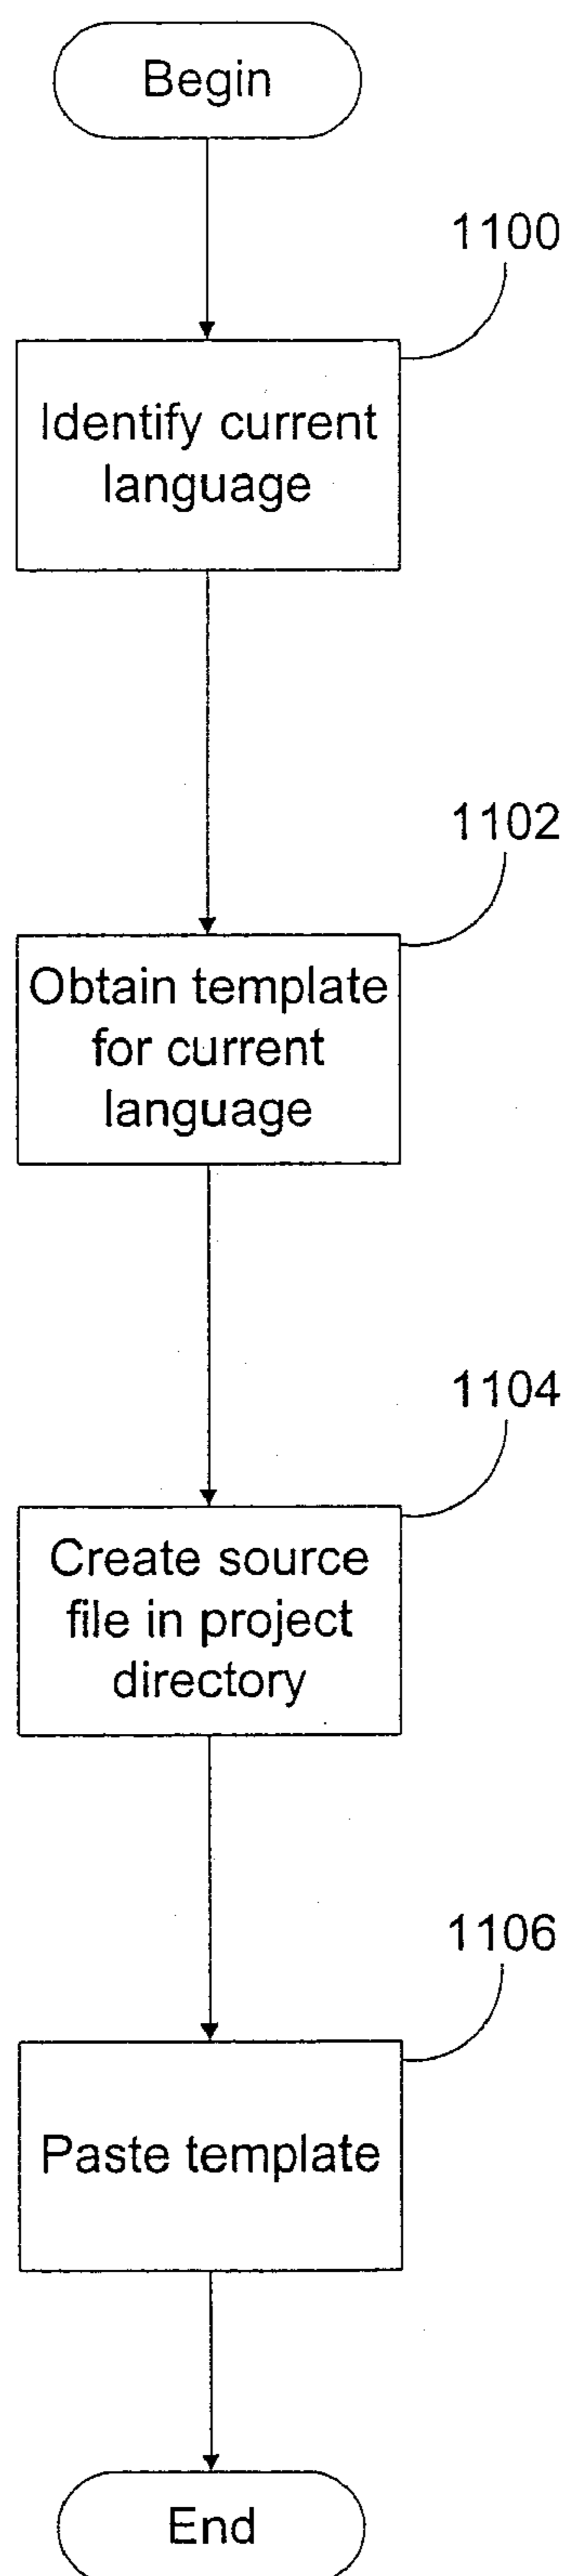 Begin
1100
Identify current
language
1102
Obtain template
for current
language
1104
Create source
file in project
directory
1106
Paste template
End